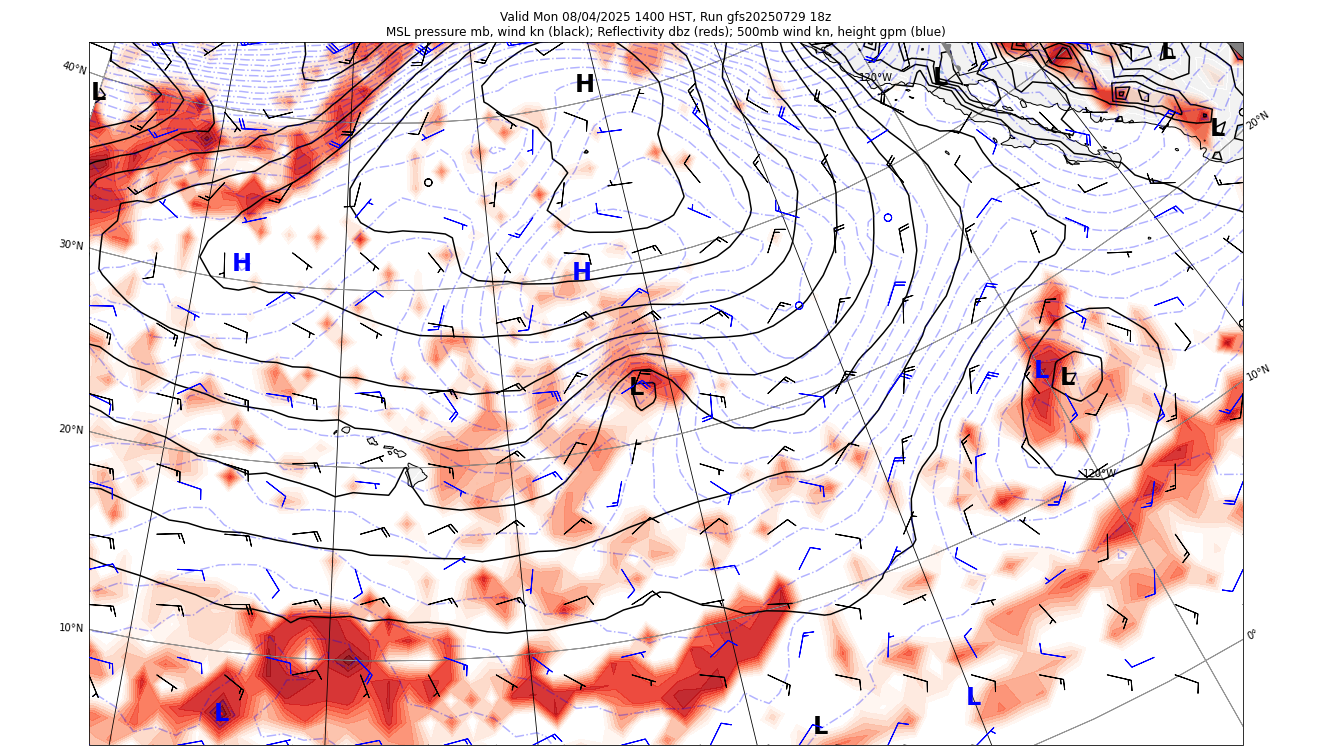 Valid Mon 08/04/2025 1400 HST, Run gfs20250729 18z
MSL pressure mb, wind kn (black); Reflectivity dbz (reds); 500mb wind kn, height gpm (blue)
40°N
L
H
120°W
L
L
L
20°N
30°N
H
H
L
L
L
10°N
20°N
120°W
10°N
0°
L
L
L